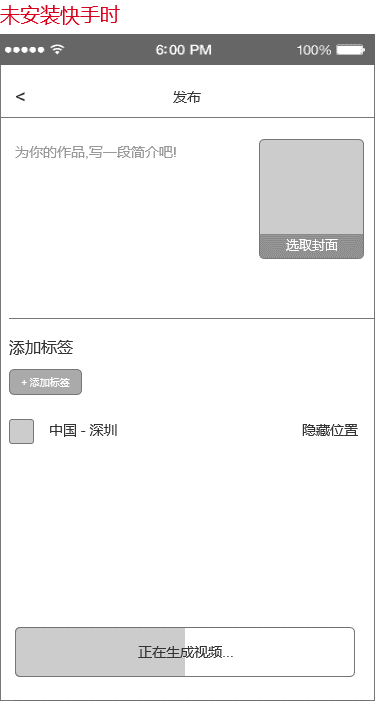 未安装快手时
6:00 PM 100%
< 发布
为你的作品,写一段简介吧!
选取封面
添加标签
+ 添加标签
中国 - 深圳 隐藏位置
正在生成视频...